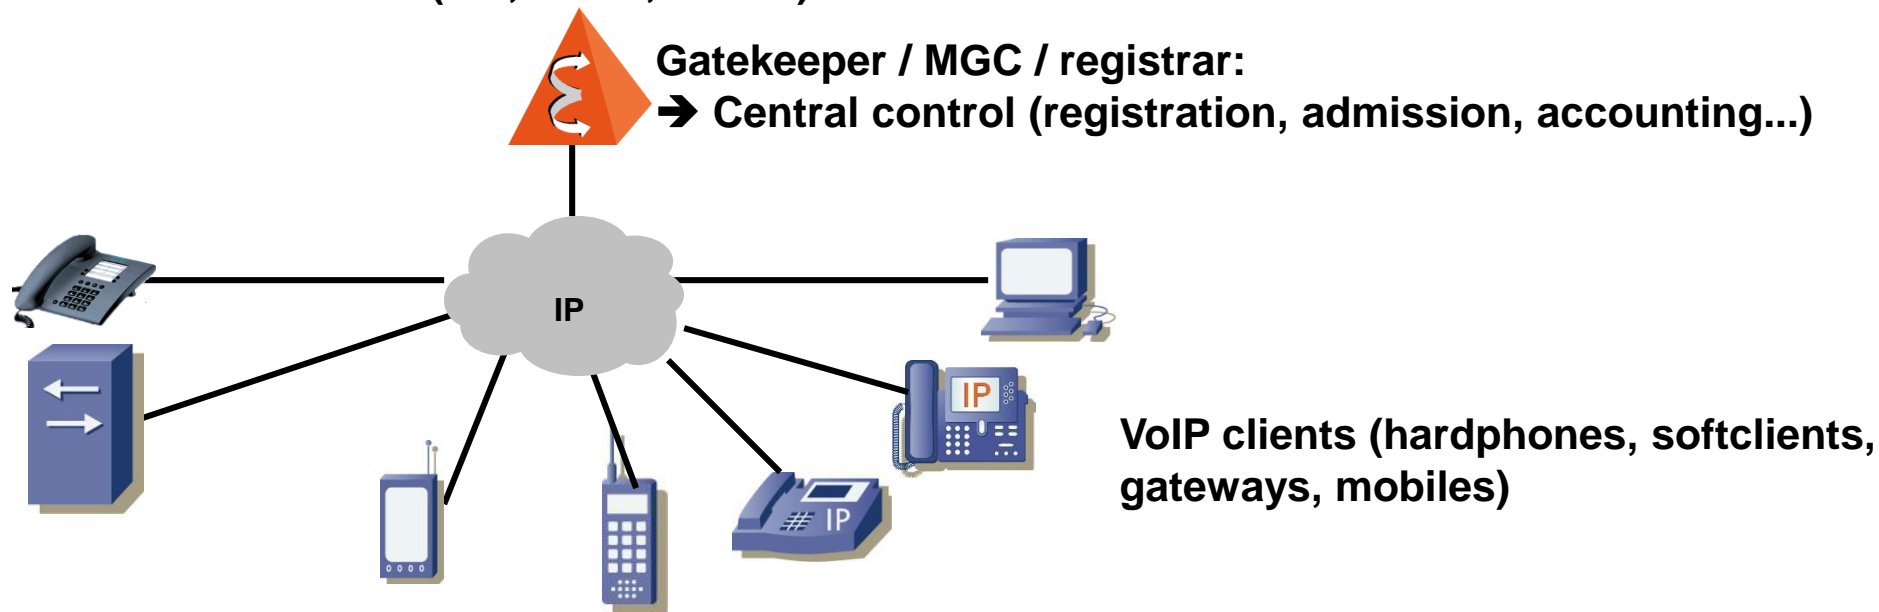 Gatekeeper / MGC / registrar:
➔ Central control (registration, admission, accounting...)
IP
IP
IP
VoIP clients (hardphones, softclients,
gateways, mobiles)